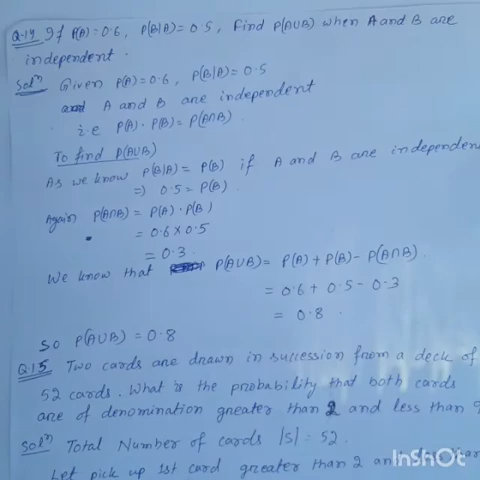 Q.14 If P(A)=0.6, P(B|A)=0.5, Find P(A∪B) when A and B are
independent.
Solⁿ Given P(A)=0.6, P(B|A)=0.5
A and B are independent
i.e P(A)·P(B)=P(A∩B).
To find P(A∪B)
As we know P(B|A)=P(B) if A and B are independen
⇒ 0.5=P(B).
Again P(A∩B)=P(A)·P(B)
=0.6×0.5
=0.3.
We know that P(A∪B)= P(A)+P(B)-P(A∩B).
= 0.6+0.5-0.3
= 0.8.
So P(A∪B)=0.8
Q.15 Two cards are drawn in succession from a deck of
52 cards. What is the probability that both cards
are of denomination greater than 2 and less than 9
Solⁿ Total Number of cards |S|=52.
Let pick up 1st card greater than 2 and less than
InShOt